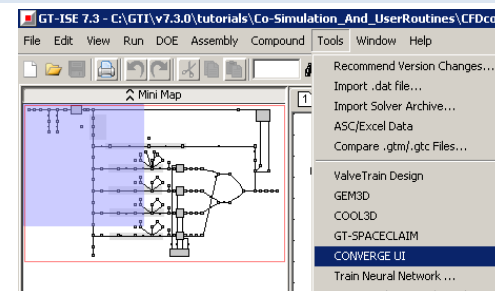 GT-ISE 7.3 - C:\GTI\v7.3.0\tutorials\Co-Simulation_And_UserRoutines\CFDco
File Edit View Run DOE Assembly Compound Tools Window Help
Recommend Version Changes...
Mini Map
1
Import .dat file...
Import Solver Archive...
ASC/Excel Data
Compare .gtm/.gtc Files...
ValveTrain Design
GEM3D
COOL3D
GT-SPACECLAIM
CONVERGE UI
Train Neural Network ...